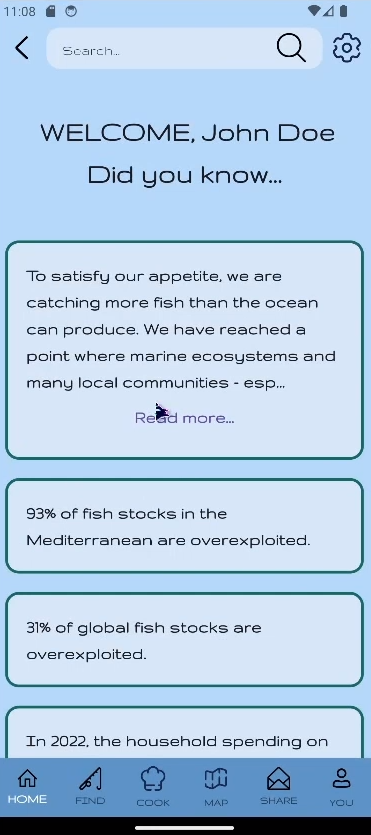 11:08
Search...
WELCOME, John Doe
Did you know...
To satisfy our appetite, we are
catching more fish than the ocean
can produce. We have reached a
point where marine ecosystems and
many local communities - esp...
Read more...
93% of fish stocks in the
Mediterranean are overexploited.
31% of global fish stocks are
overexploited.
In 2022, the household spending on
HOME FIND COOK MAP SHARE YOU